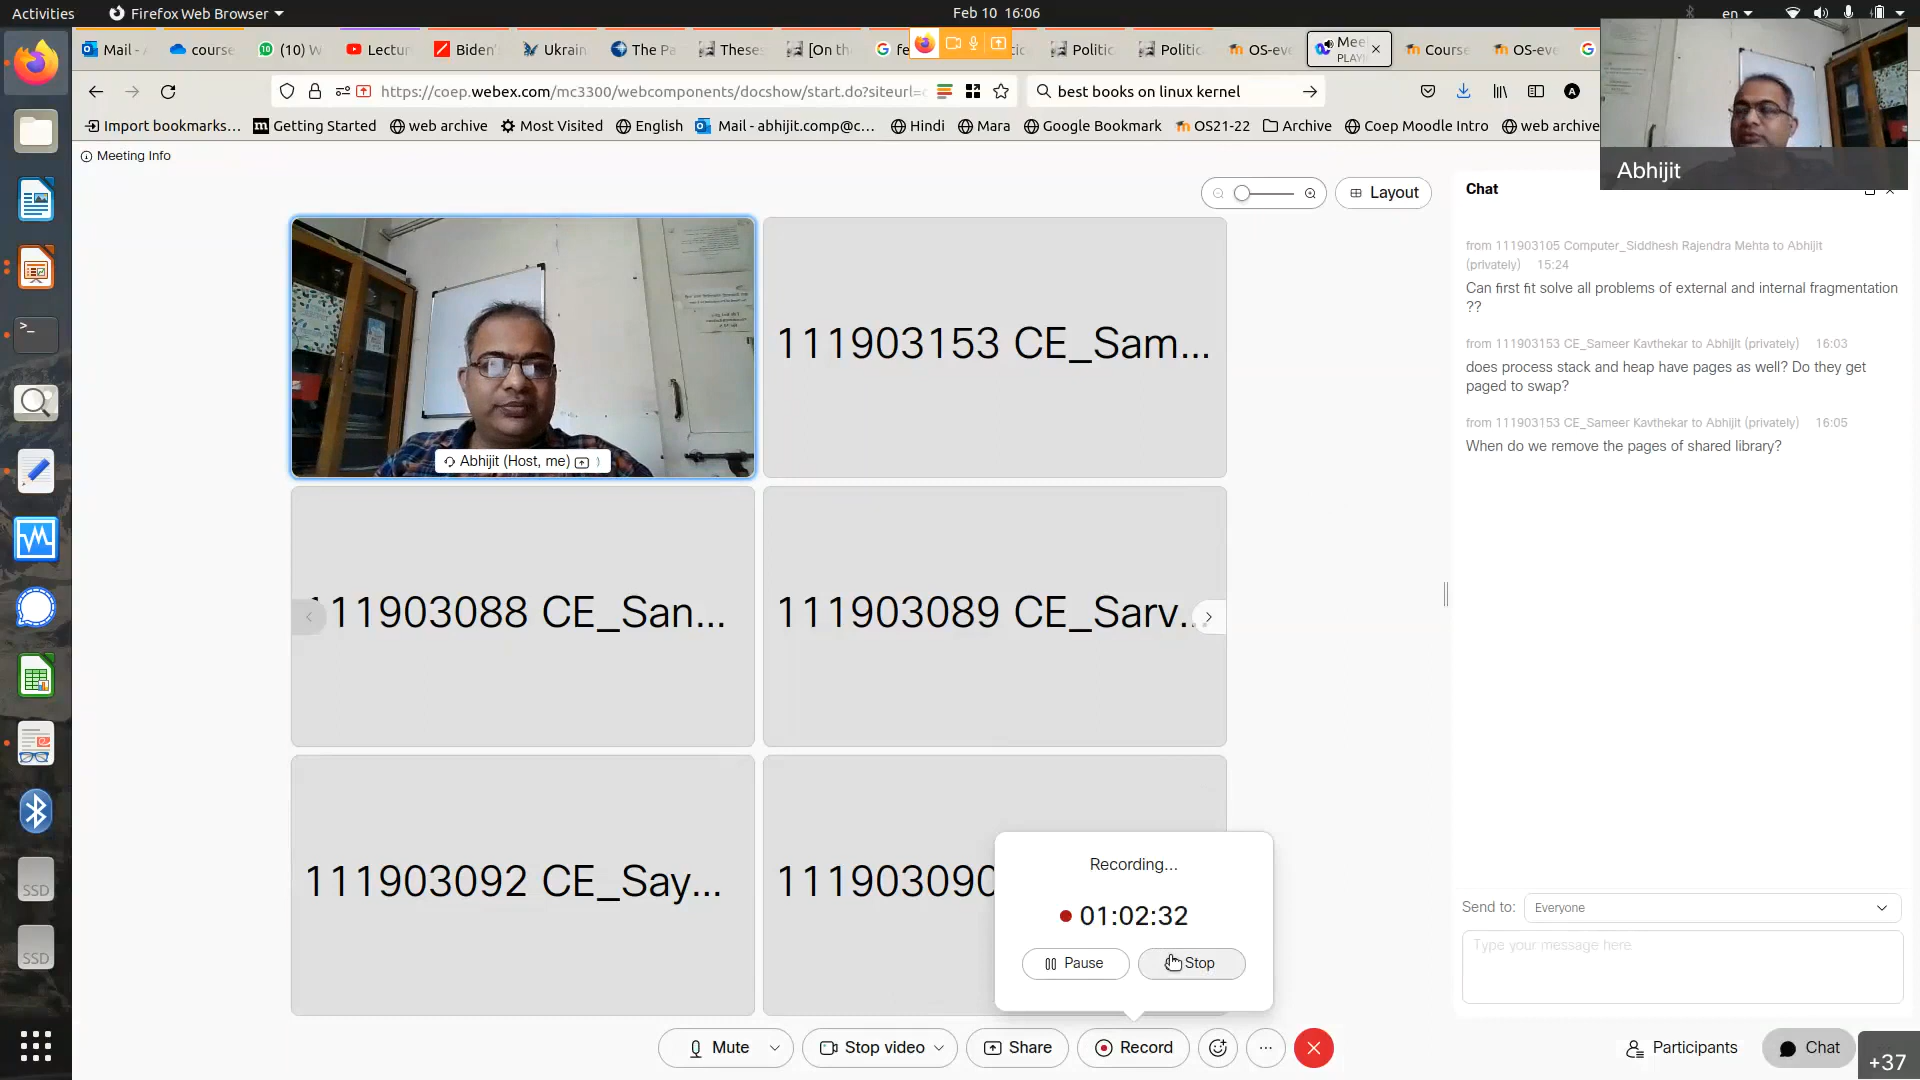 Activities
Firefox Web Browser
Feb 10 16:06
en
Mail -
course
(10) W
Lectur
Biden'
Ukrain
The Pa
Theses
[On th
fe
Politic
Politic
OS-eve
Mee
PLAYI
Course
OS-eve
https://coep.webex.com/mc3300/webcomponents/docshow/start.do?siteurl=c
best books on linux kernel
Import bookmarks...
Getting Started
web archive
Most Visited
English
Mail - abhijit.comp@c...
Hindi
Mara
Google Bookmark
OS21-22
Archive
Coep Moodle Intro
web archive
Abhijit
Meeting Info
Layout
Chat
from 111903105 Computer_Siddhesh Rajendra Mehta to Abhijit
(privately) 15:24
Can first fit solve all problems of external and internal fragmentation
??
from 111903153 CE_Sameer Kavthekar to Abhijit (privately) 16:03
does process stack and heap have pages as well? Do they get
paged to swap?
from 111903153 CE_Sameer Kavthekar to Abhijit (privately) 16:05
When do we remove the pages of shared library?
Abhijit (Host, me)
111903153 CE_Sam...
111903088 CE_San...
111903089 CE_Sarv...
111903092 CE_Say...
111903090
Recording...
01:02:32
Pause
Stop
Send to:
Everyone
Type your message here
SSD
SSD
Mute
Stop video
Share
Record
Participants
Chat
+37